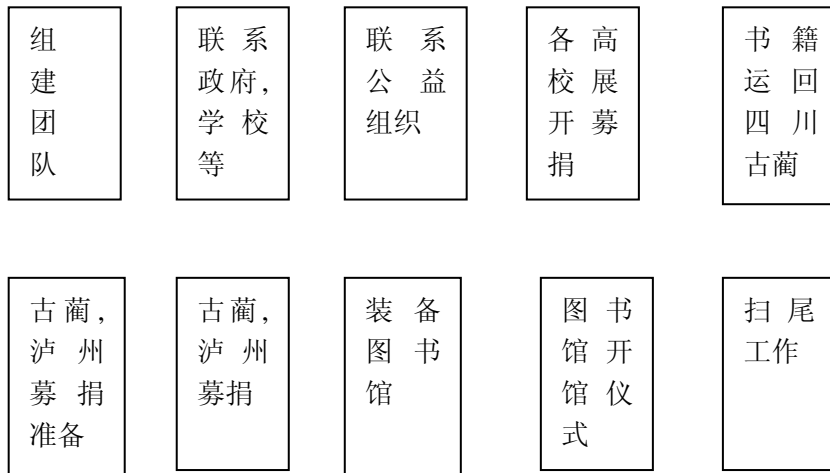 组
建
团
队
联系
政府，
学校
等
联系
公益
组织
各高
校展
开募
捐
书籍
运回
四川
古蔺
古蔺，
泸州
募捐
准备
古蔺，
泸州
募捐
装备
图书
馆
图书
馆开
馆仪
式
扫尾
工作